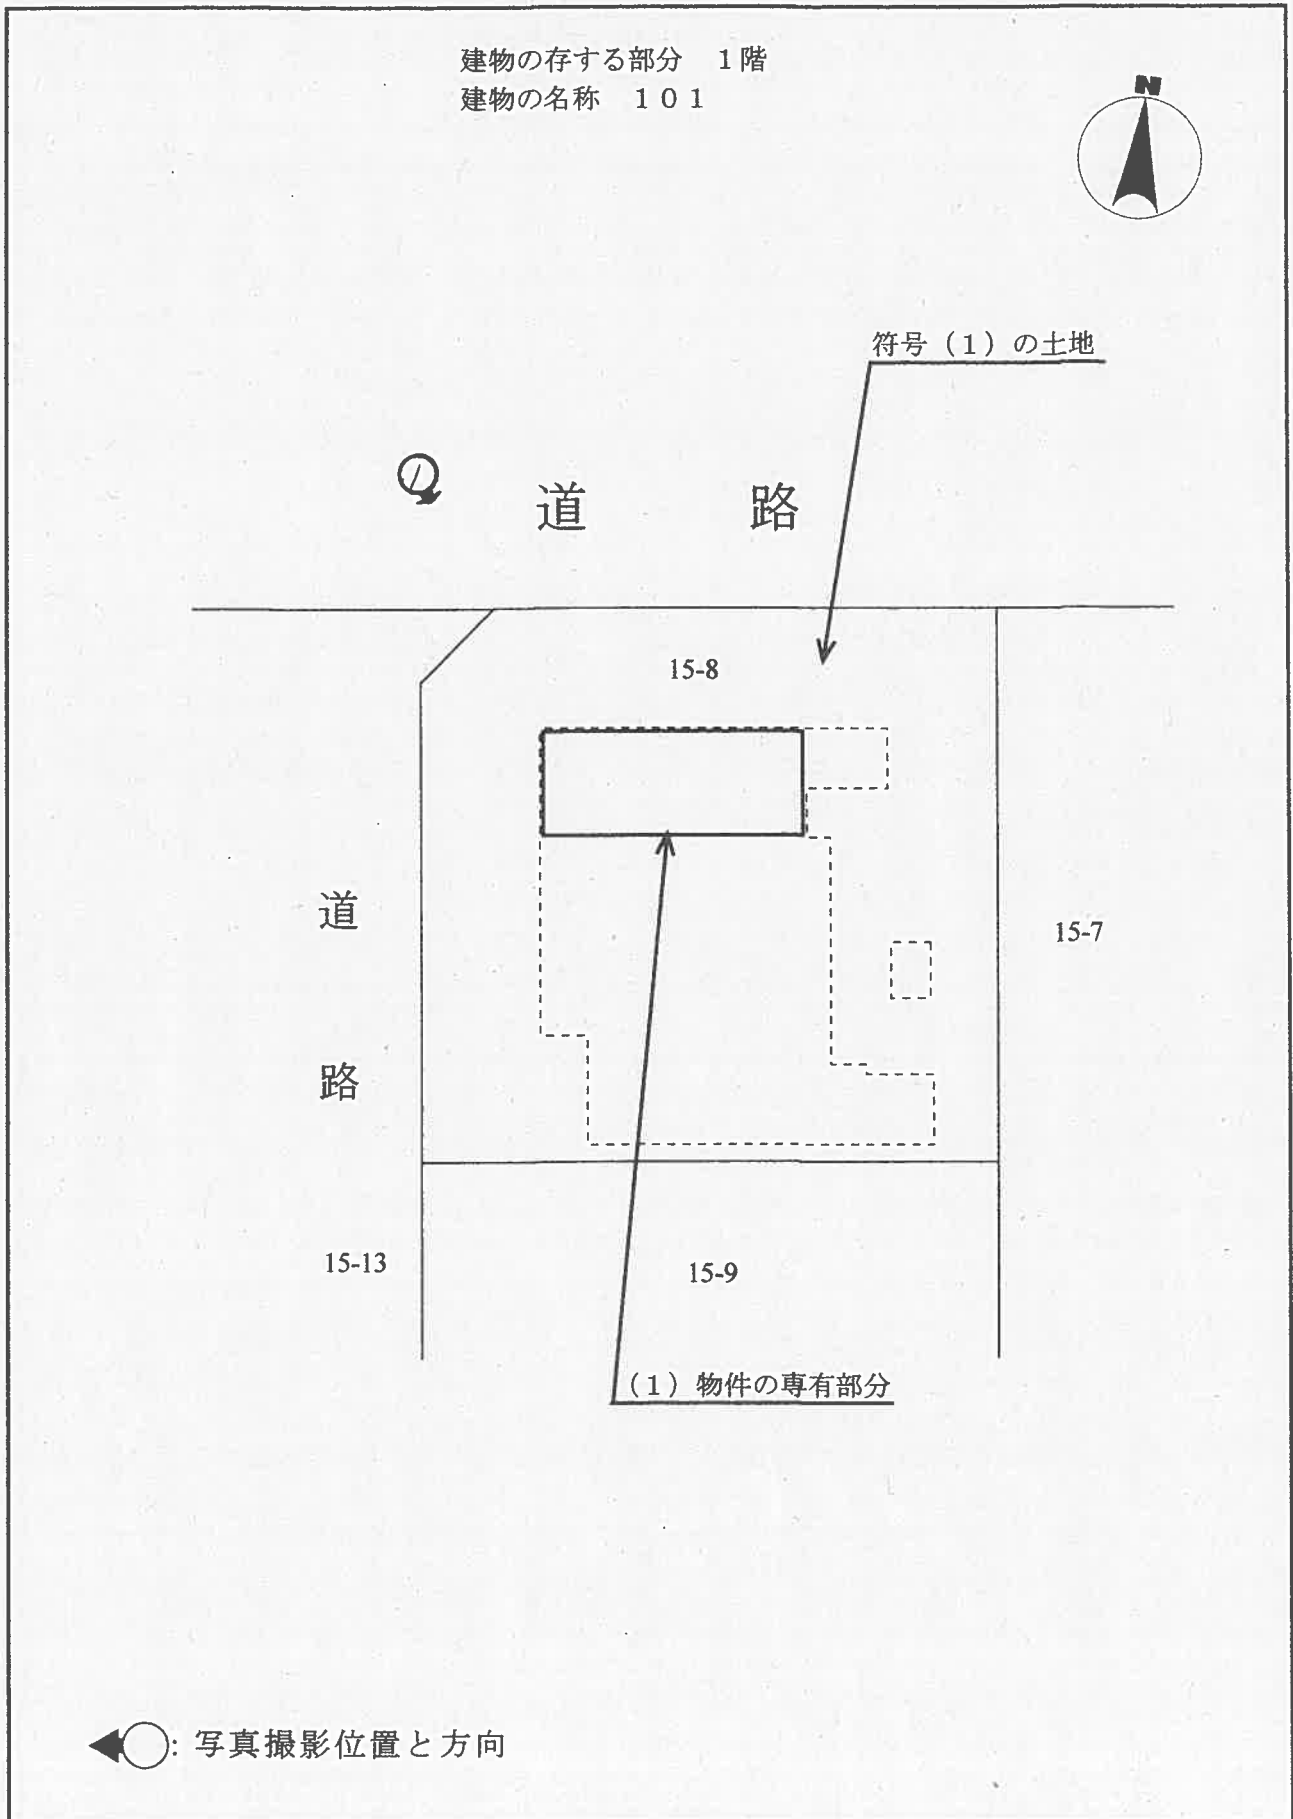 建物の存する部分　１階
建物の名称　１０１
N
符号（１）の土地
道　路
15-8
道路
15-7
15-13
15-9
（１）物件の専有部分
: 写真撮影位置と方向